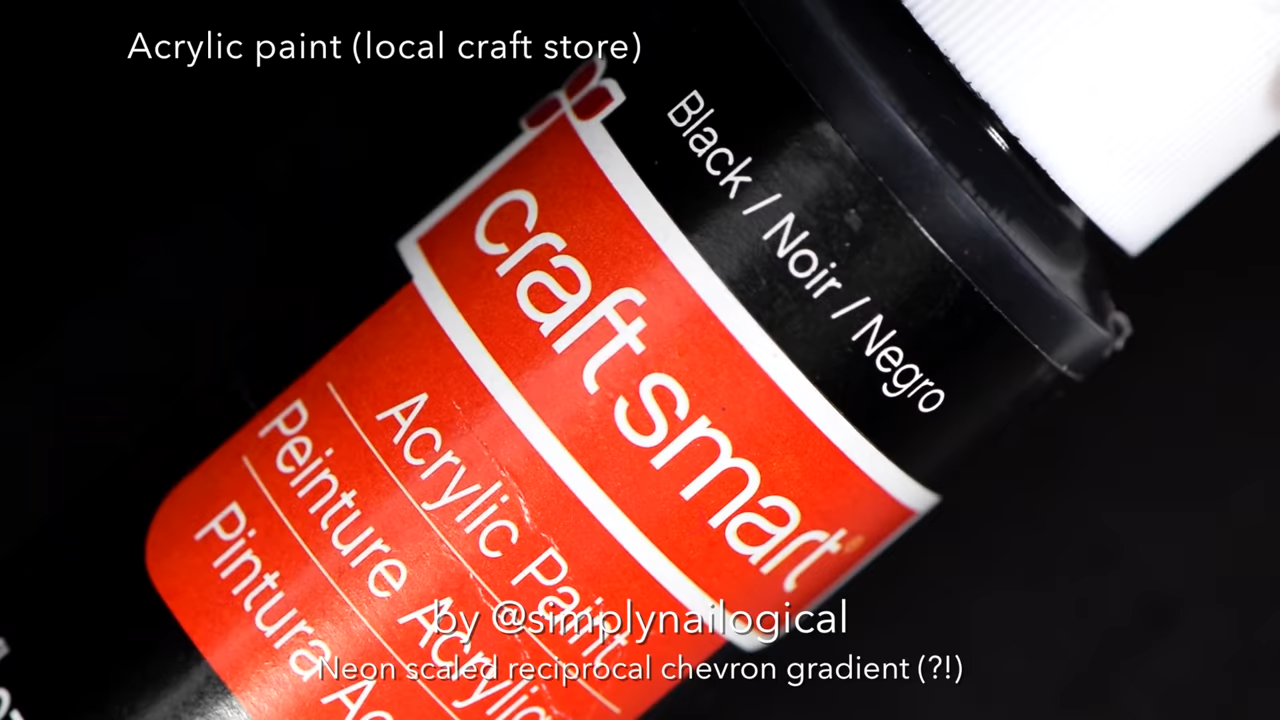 Acrylic paint (local craft store)
Black / Noir / Negro
craft smart
Acrylic Paint
Peinture
Pintura
by @simplynailogical
Neon scaled reciprocal chevron gradient (?!)